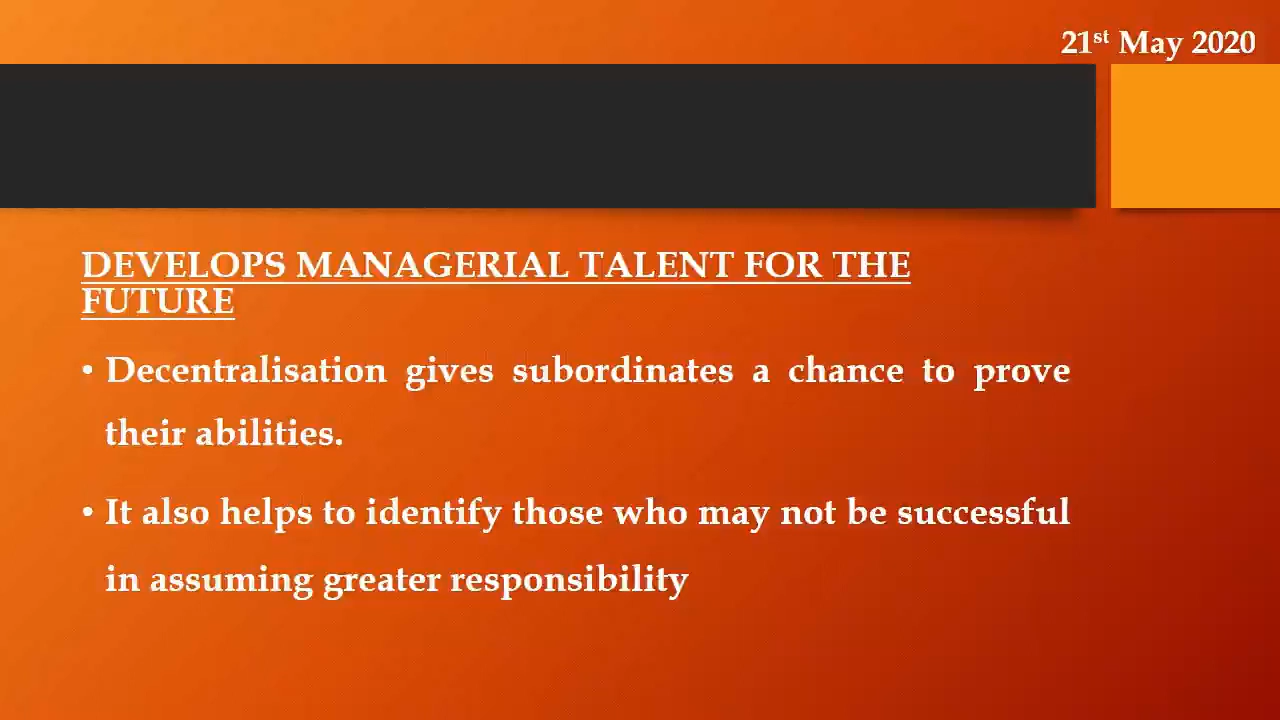 21st May 2020
DEVELOPS MANAGERIAL TALENT FOR THE
FUTURE
• Decentralisation gives subordinates a chance to prove
their abilities.
• It also helps to identify those who may not be successful
in assuming greater responsibility